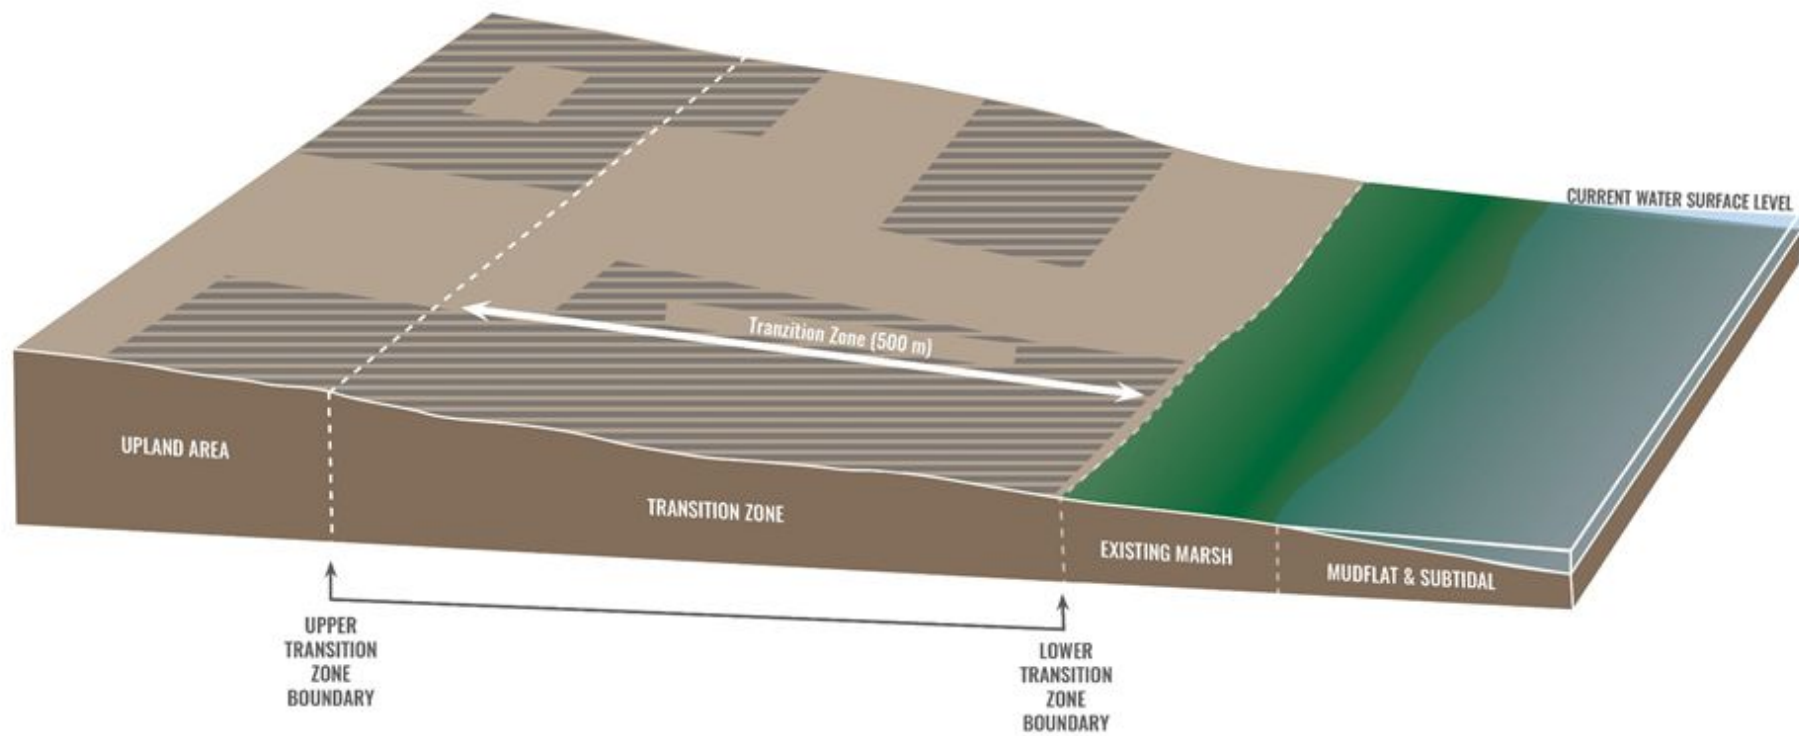 CURRENT WATER SURFACE LEVEL
Tranzition Zone (500 m)
UPLAND AREA
TRANSITION ZONE
EXISTING MARSH
MUDFLAT & SUBTIDAL
UPPER
TRANSITION
ZONE
BOUNDARY
LOWER
TRANSITION
ZONE
BOUNDARY